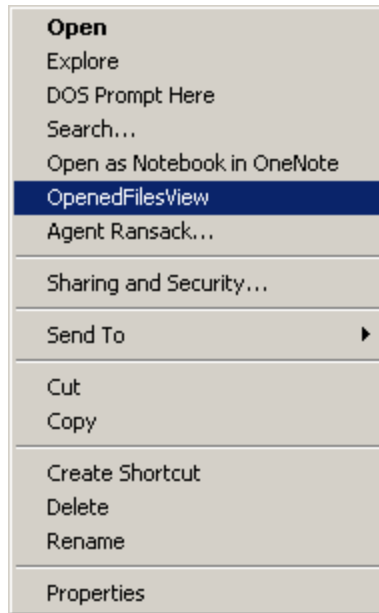 Open
Explore
DOS Prompt Here
Search...
Open as Notebook in OneNote
OpenedFilesView
Agent Ransack...
Sharing and Security...
Send To
Cut
Copy
Create Shortcut
Delete
Rename
Properties